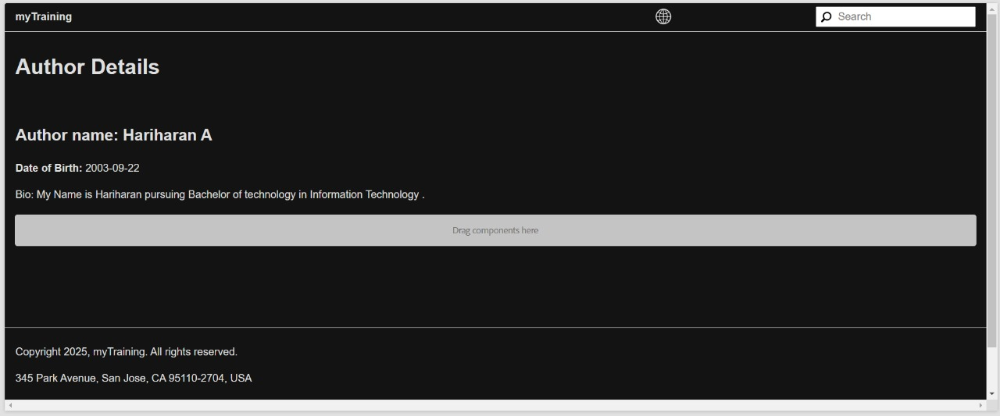 myTraining
Search
Author Details
Author name: Hariharan A
Date of Birth: 2003-09-22
Bio: My Name is Hariharan pursuing Bachelor of technology in Information Technology .
Drag components here
Copyright 2025, myTraining. All rights reserved.
345 Park Avenue, San Jose, CA 95110-2704, USA